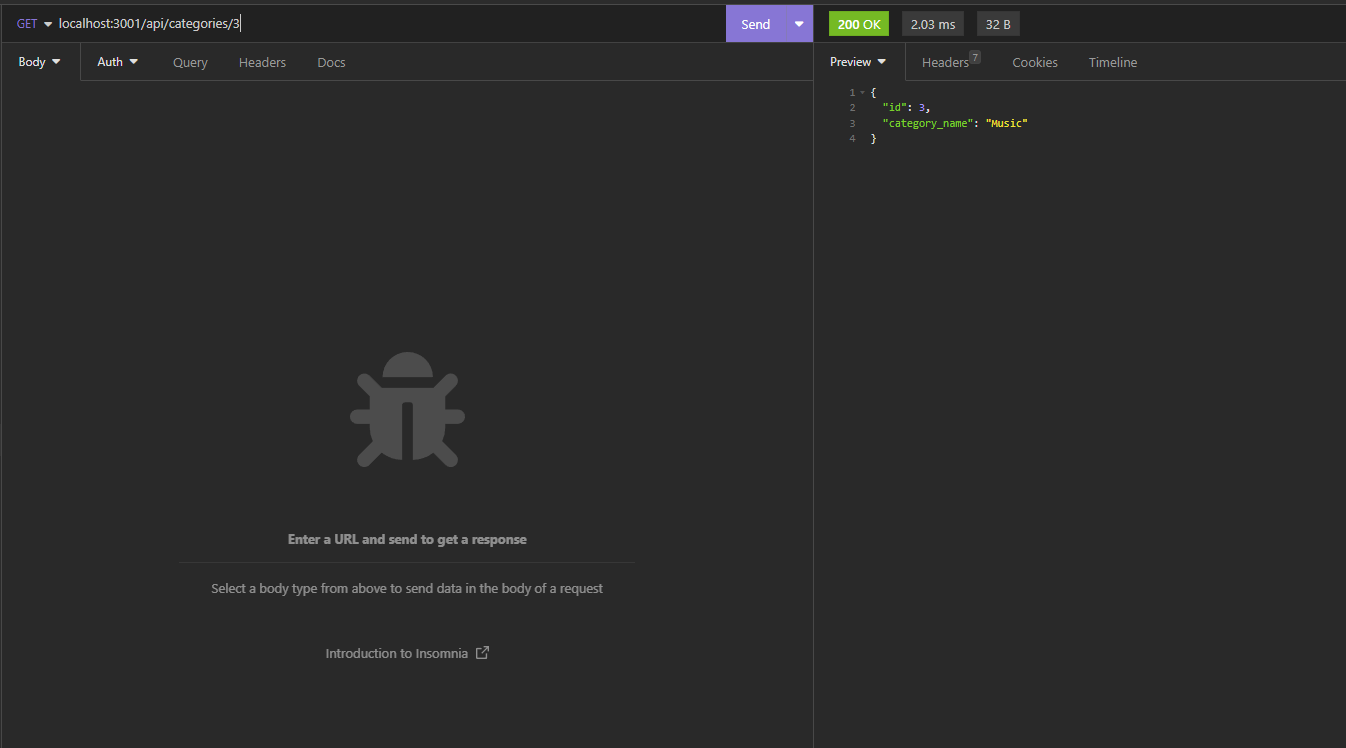 GET localhost:3001/api/categories/3 Send 200 OK 2.03 ms 32 B
Body Auth Query Headers Docs Preview Headers 7 Cookies Timeline
1 {
2 "id": 3,
3 "category_name": "Music"
4 }
Enter a URL and send to get a response
Select a body type from above to send data in the body of a request
Introduction to Insomnia